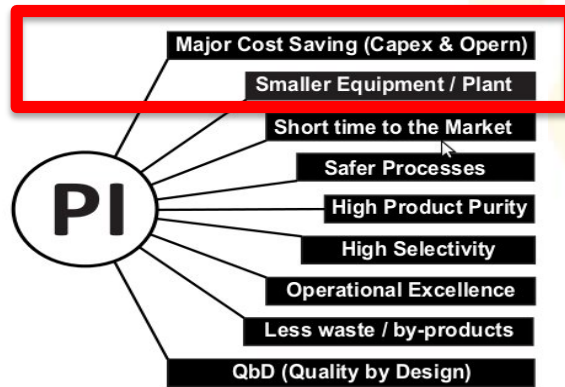 Major Cost Saving (Capex & Opern)
Smaller Equipment / Plant
Short time to the Market
Safer Processes
PI
High Product Purity
High Selectivity
Operational Excellence
Less waste / by-products
QbD (Quality by Design)